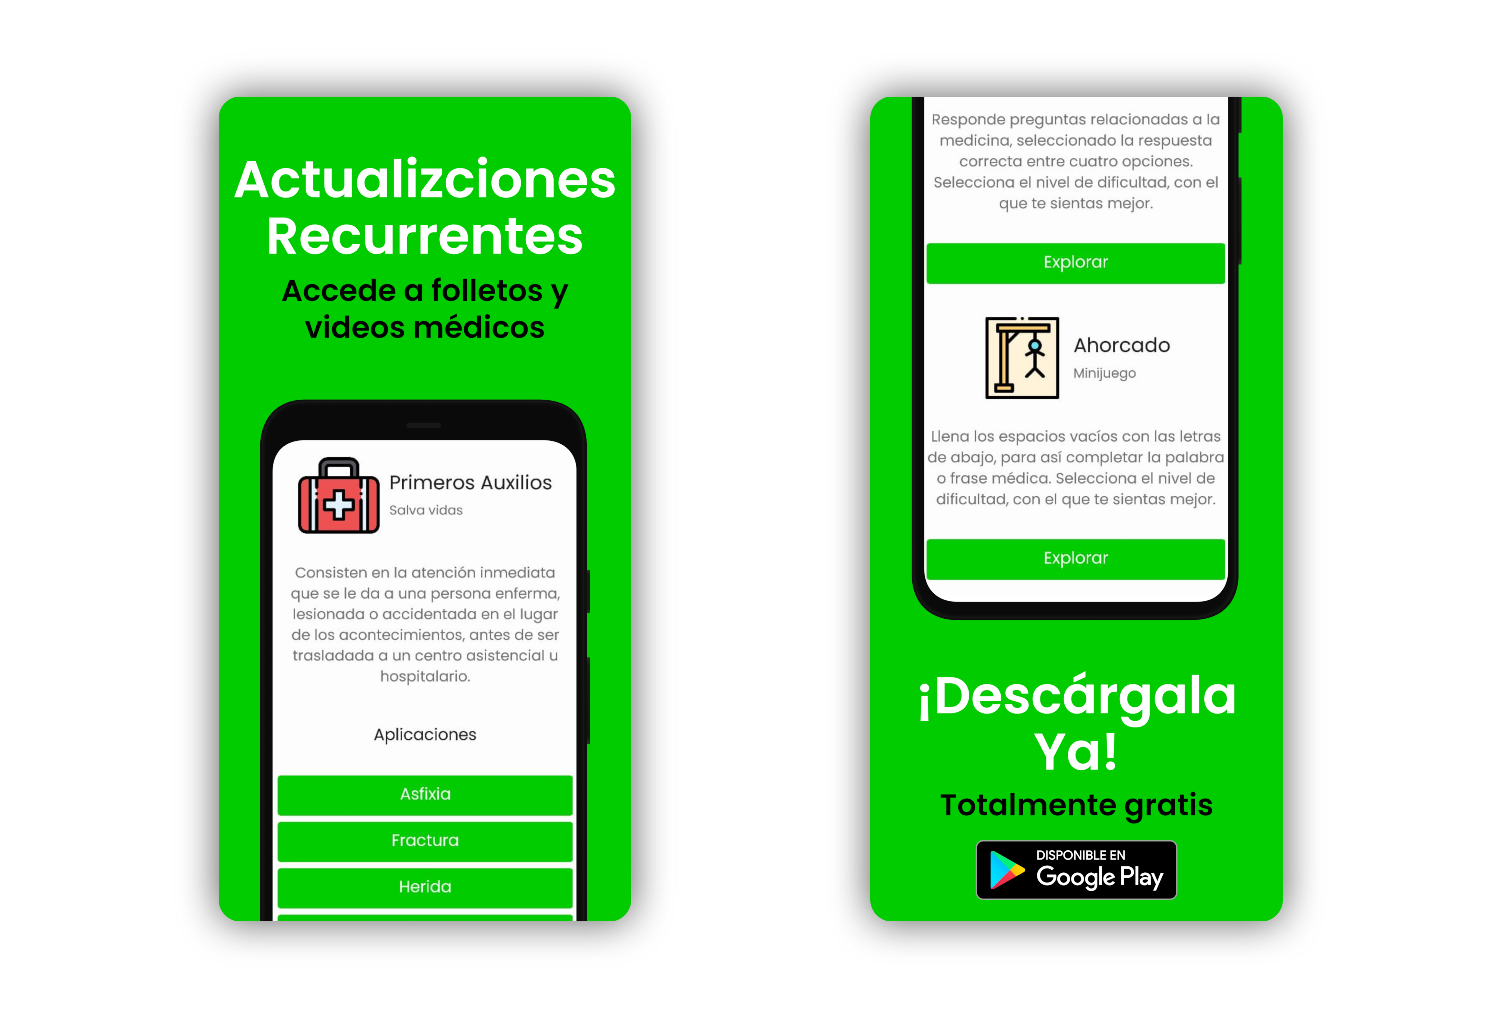 Actualizciones
Recurrentes
Accede a folletos y
videos médicos
Primeros Auxilios
Salva vidas
Consisten en la atención inmediata
que se le da a una persona enferma,
lesionada o accidentada en el lugar
de los acontecimientos, antes de ser
trasladada a un centro asistencial u
hospitalario.
Aplicaciones
Asfixia
Fractura
Herida
Responde preguntas relacionadas a la
medicina, seleccionado la respuesta
correcta entre cuatro opciones.
Selecciona el nivel de dificultad, con el
que te sientas mejor.
Explorar
Ahorcado
Minijuego
Llena los espacios vacíos con las letras
de abajo, para así completar la palabra
o frase médica. Selecciona el nivel de
dificultad, con el que te sientas mejor.
Explorar
¡Descárgala
Ya!
Totalmente gratis
DISPONIBLE EN
Google Play